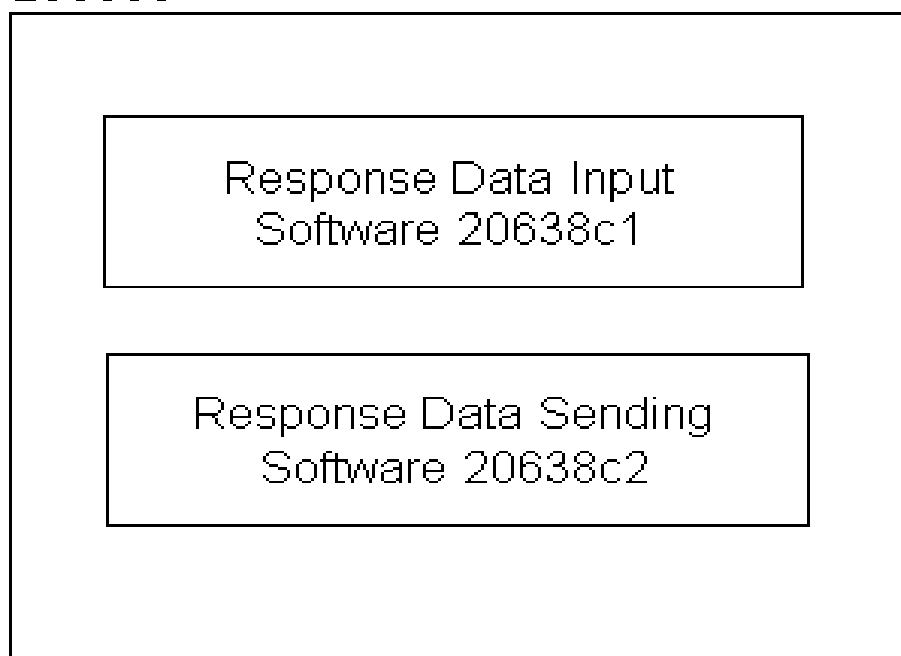 Response Data Input
Software 20638c1
Response Data Sending
Software 20638c2